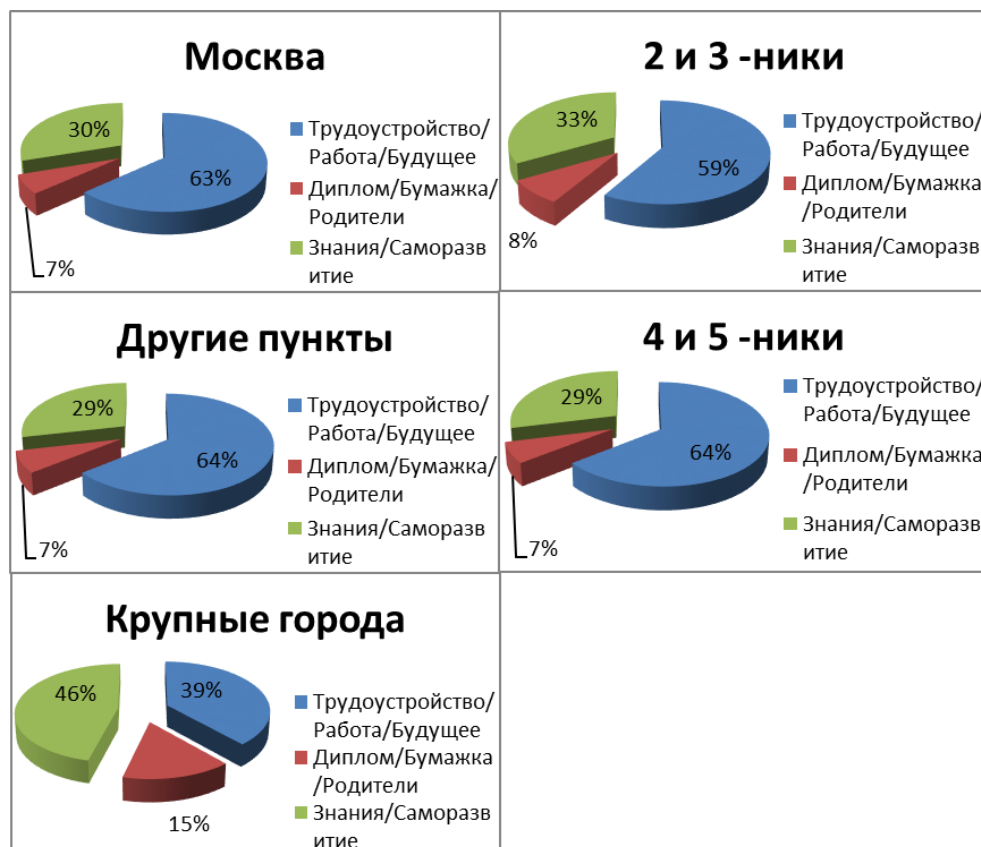 Москва
30%
63%
7%
Трудоустройство/
Работа/Будущее
Диплом/Бумажка/
Родители
Знания/Саморазв
итие
2 и 3 -ники
33%
59%
8%
Трудоустройство/
Работа/Будущее
Диплом/Бумажка
/Родители
Знания/Саморазв
итие
Другие пункты
29%
64%
7%
Трудоустройство/
Работа/Будущее
Диплом/Бумажка/
Родители
Знания/Саморазв
итие
4 и 5 -ники
29%
64%
7%
Трудоустройство/
Работа/Будущее
Диплом/Бумажка
/Родители
Знания/Саморазв
итие
Крупные города
46%
39%
15%
Трудоустройство/
Работа/Будущее
Диплом/Бумажка
/Родители
Знания/Саморазв
итие